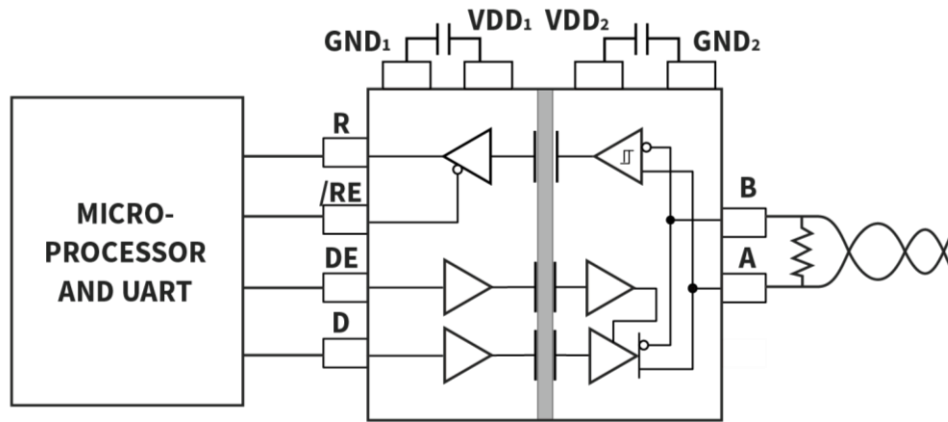 GND₁ VDD₁ VDD₂ GND₂
R
/RE
DE
D
MICRO-
PROCESSOR
AND UART
B
A